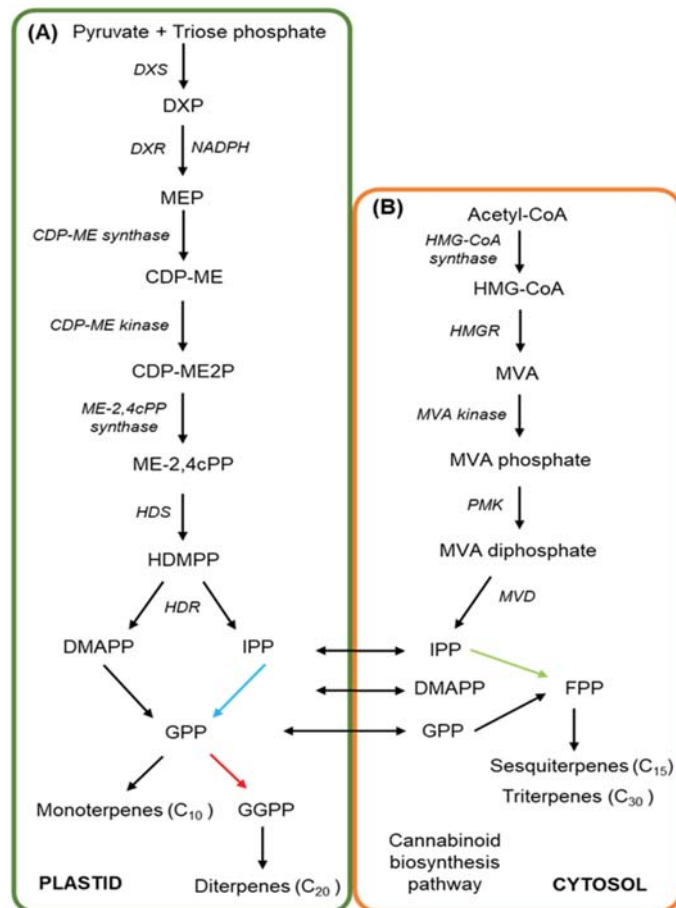 (A) Pyruvate + Triose phosphate
DXS
DXP
DXR NADPH
MEP
CDP-ME synthase
CDP-ME
CDP-ME kinase
CDP-ME2P
ME-2,4cPP
synthase
ME-2,4cPP
HDS
HDMPP
HDR
DMAPP IPP
GPP
Monoterpenes (C₁₀) GGPP
Diterpenes (C₂₀)
PLASTID
(B)
Acetyl-CoA
HMG-CoA
synthase
HMG-CoA
HMGR
MVA
MVA kinase
MVA phosphate
PMK
MVA diphosphate
MVD
IPP
DMAPP FPP
GPP
Sesquiterpenes (C₁₅)
Triterpenes (C₃₀)
Cannabinoid
biosynthesis
pathway
CYTOSOL